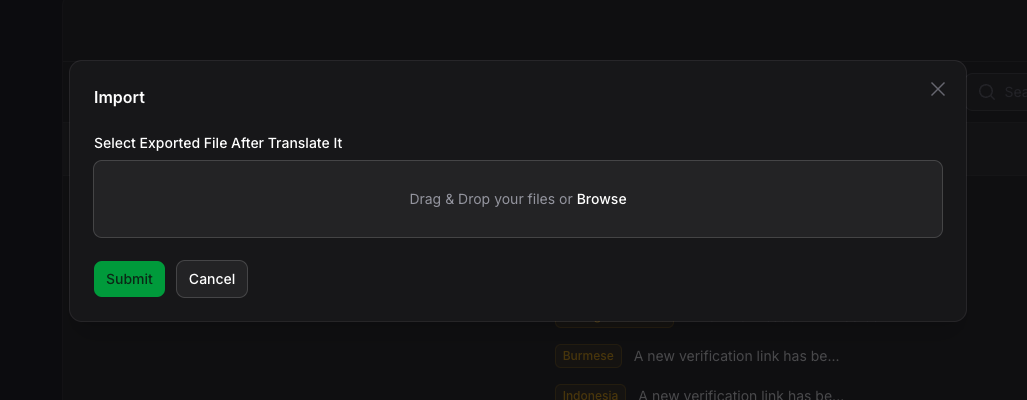 Import
Sea
Select Exported File After Translate It
Drag & Drop your files or Browse
Submit Cancel
Burmese A new verification link has be...
Indonesia A new verification link has be...